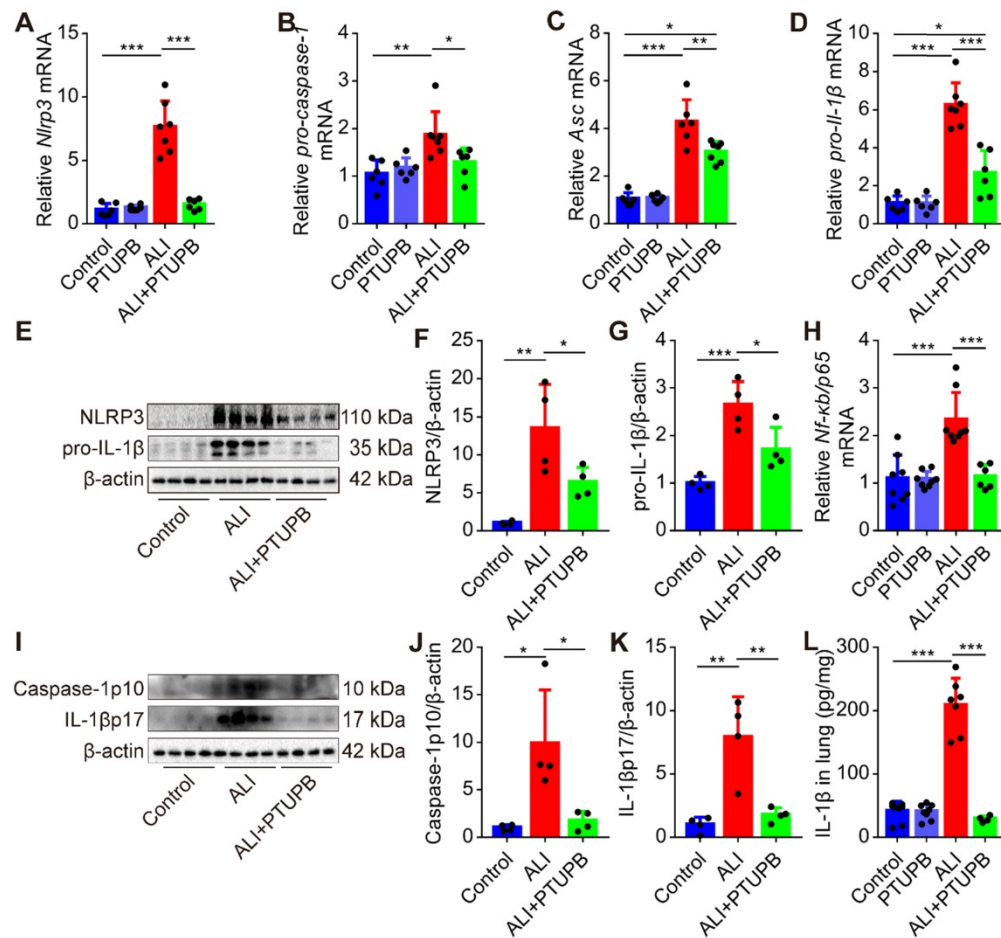 A
Relative Nlrp3 mRNA
15
10
5
0
***
***
Control
PTUPB
ALI
ALI+PTUPB
B
Relative pro-caspase-1
mRNA
4
3
2
1
0
**
*
Control
PTUPB
ALI
ALI+PTUPB
C
Relative Asc mRNA
8
6
4
2
0
*
***
**
Control
PTUPB
ALI
ALI+PTUPB
D
Relative pro-Il-1β mRNA
10
8
6
4
2
0
*
***
***
Control
PTUPB
ALI
ALI+PTUPB
E
NLRP3
110 kDa
pro-IL-1β
35 kDa
β-actin
42 kDa
Control
ALI
ALI+PTUPB
F
NLRP3/β-actin
25
20
15
10
5
0
**
*
Control
ALI
ALI+PTUPB
G
pro-IL-1β/β-actin
4
3
2
1
0
***
*
Control
ALI
ALI+PTUPB
H
Relative Nf-κb/p65
mRNA
4
3
2
1
0
***
***
Control
PTUPB
ALI
ALI+PTUPB
I
Caspase-1p10
10 kDa
IL-1βp17
17 kDa
β-actin
42 kDa
Control
ALI
ALI+PTUPB
J
Caspase-1p10/β-actin
20
15
10
5
0
*
*
Control
ALI
ALI+PTUPB
K
IL-1βp17/β-actin
15
10
5
0
**
**
Control
ALI
ALI+PTUPB
L
IL-1β in lung (pg/mg)
300
200
100
50
0
***
***
Control
PTUPB
ALI
ALI+PTUPB